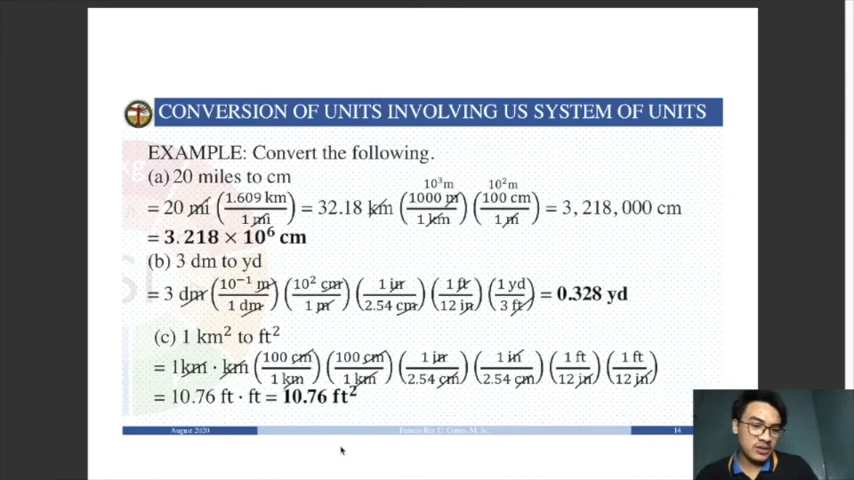 CONVERSION OF UNITS INVOLVING US SYSTEM OF UNITS
EXAMPLE: Convert the following.
(a) 20 miles to cm
= 20 mi (1.609 km / 1 mi) = 32.18 km (1000 m / 1 km) (100 cm / 1 m) = 3,218,000 cm
10³m 10²m
= 3.218 × 10⁶ cm
(b) 3 dm to yd
= 3 dm (10⁻¹ m / 1 dm) (10² cm / 1 m) (1 in / 2.54 cm) (1 ft / 12 in) (1 yd / 3 ft) = 0.328 yd
(c) 1 km² to ft²
= 1km · km (100 cm / 1 km) (100 cm / 1 km) (1 in / 2.54 cm) (1 in / 2.54 cm) (1 ft / 12 in) (1 ft / 12 in)
= 10.76 ft · ft = 10.76 ft²
August 2020
14